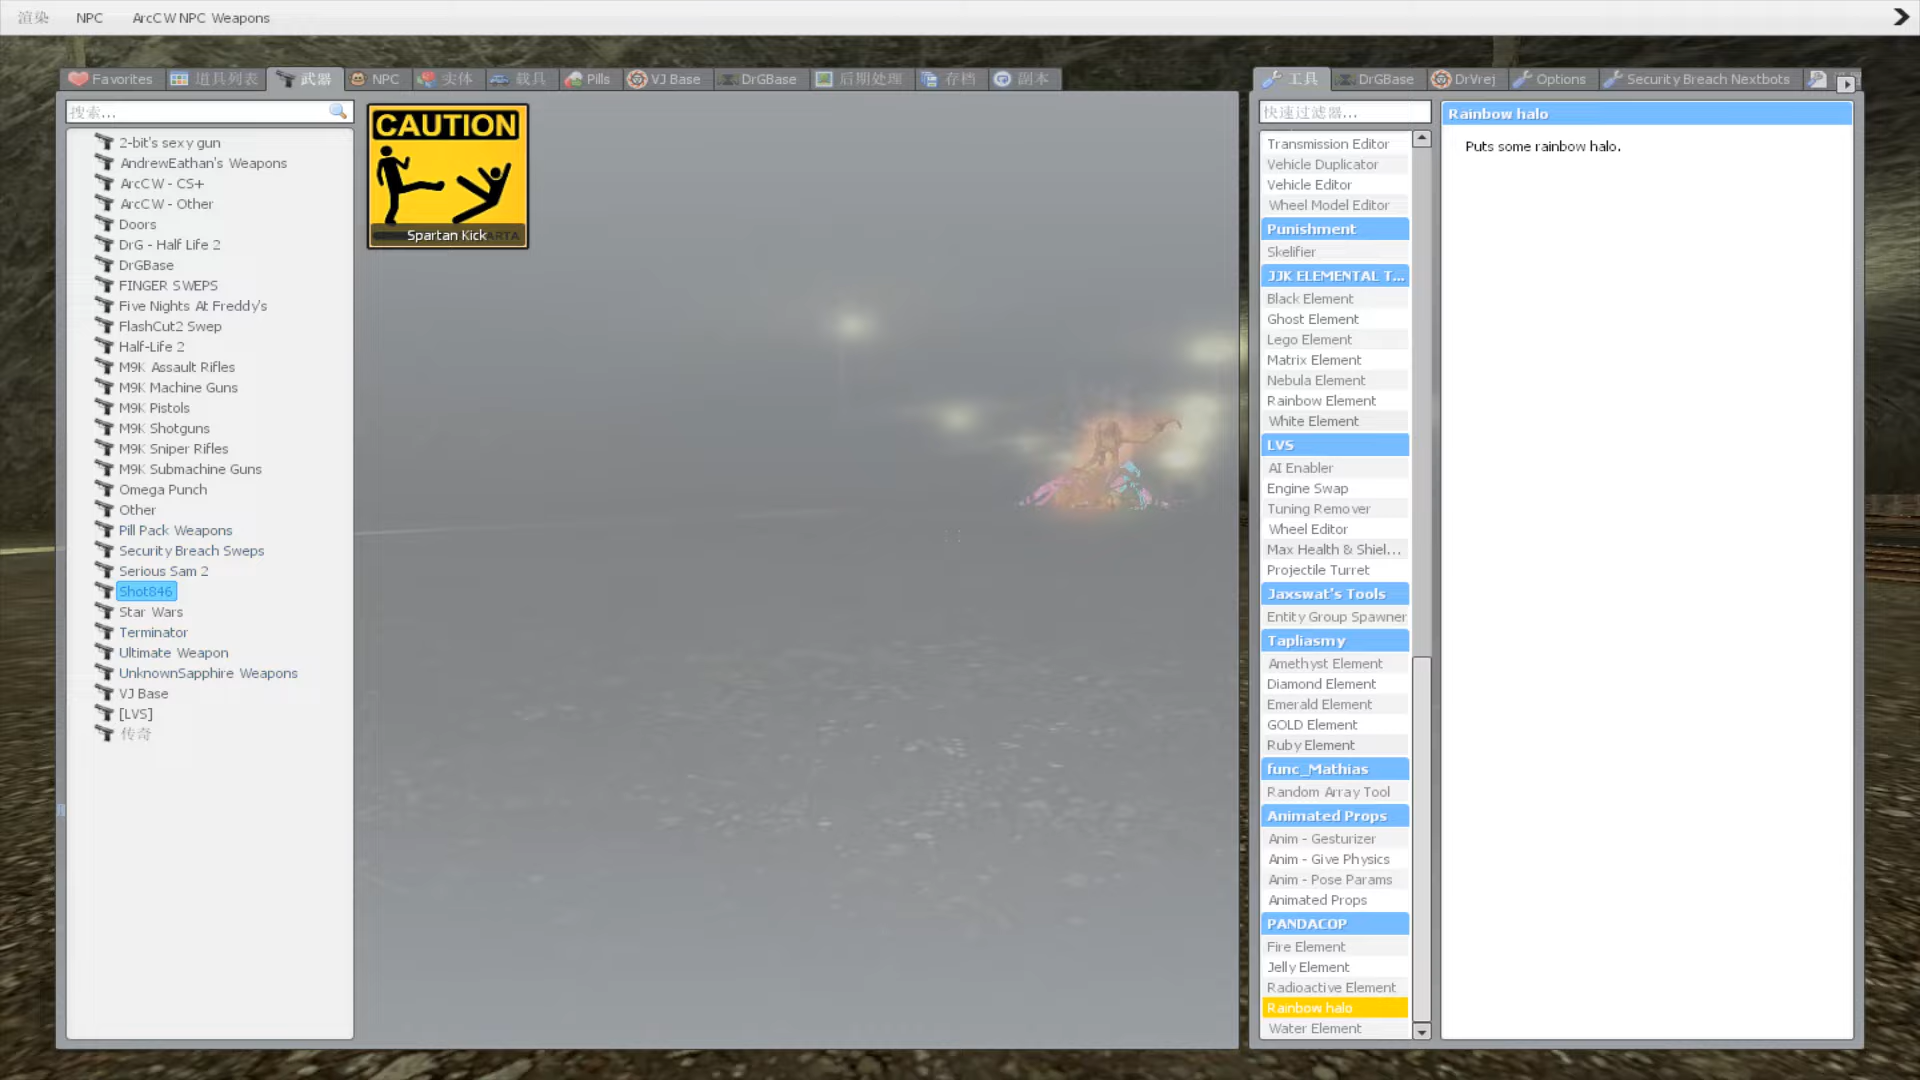 渲染 NPC ArcCW NPC Weapons
Favorites 道具列表 武器 NPC 实体 载具 Pills VJ Base DrGBase 后期处理 存档 副本
工具 DrGBase DrVrej Options Security Breach Nextbots
搜索...
2-bit's sexy gun
AndrewEathan's Weapons
ArcCW - CS+
ArcCW - Other
Doors
DrG - Half Life 2
DrGBase
FINGER SWEPS
Five Nights At Freddy's
FlashCut2 Swep
Half-Life 2
M9K Assault Rifles
M9K Machine Guns
M9K Pistols
M9K Shotguns
M9K Sniper Rifles
M9K Submachine Guns
Omega Punch
Other
Pill Pack Weapons
Security Breach Sweps
Serious Sam 2
Shot846
Star Wars
Terminator
Ultimate Weapon
UnknownSapphire Weapons
VJ Base
[LVS]
传奇
CAUTION
Spartan Kick
快速过滤器...
Transmission Editor
Vehicle Duplicator
Vehicle Editor
Wheel Model Editor
Punishment
Skelifier
JJK ELEMENTAL T...
Black Element
Ghost Element
Lego Element
Matrix Element
Nebula Element
Rainbow Element
White Element
LVS
AI Enabler
Engine Swap
Tuning Remover
Wheel Editor
Max Health & Shiel...
Projectile Turret
Jaxswat's Tools
Entity Group Spawner
Tapliasmy
Amethyst Element
Diamond Element
Emerald Element
GOLD Element
Ruby Element
func_Mathias
Random Array Tool
Animated Props
Anim - Gesturizer
Anim - Give Physics
Anim - Pose Params
Animated Props
PANDACOP
Fire Element
Jelly Element
Radioactive Element
Rainbow halo
Water Element
Rainbow halo
Puts some rainbow halo.